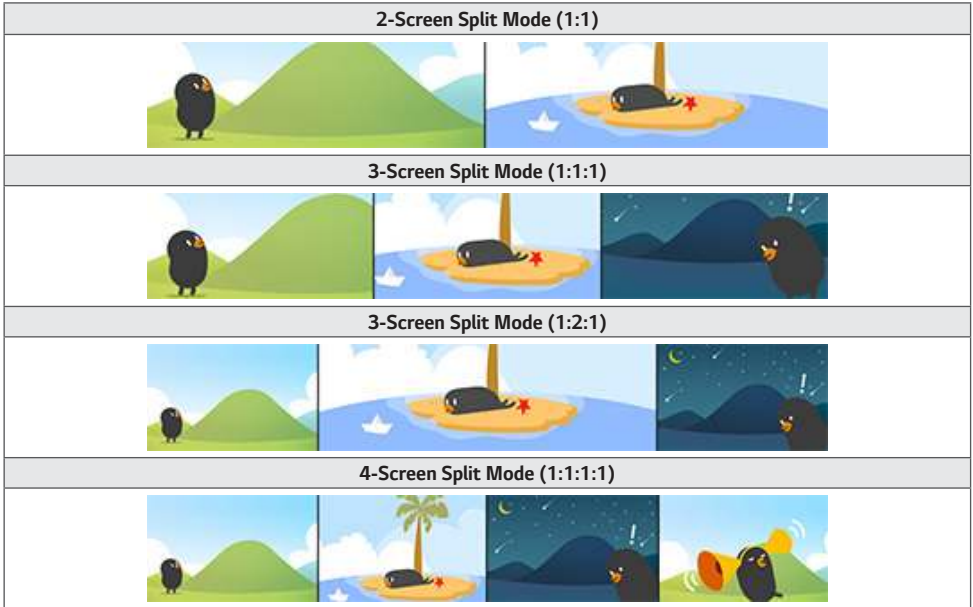 2-Screen Split Mode (1:1)
3-Screen Split Mode (1:1:1)
3-Screen Split Mode (1:2:1)
4-Screen Split Mode (1:1:1:1)